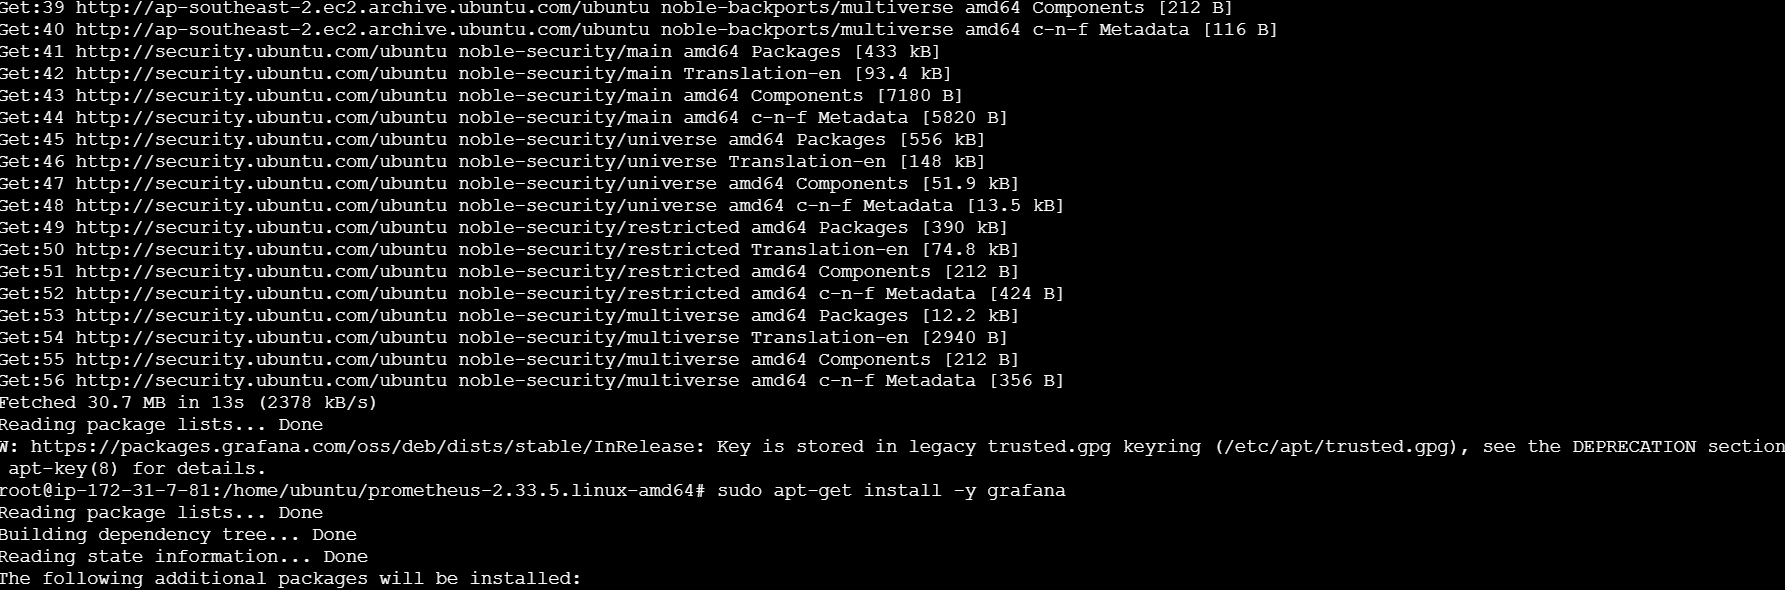 Get:39 http://ap-southeast-2.ec2.archive.ubuntu.com/ubuntu noble-backports/multiverse amd64 Components [212 B]
Get:40 http://ap-southeast-2.ec2.archive.ubuntu.com/ubuntu noble-backports/multiverse amd64 c-n-f Metadata [116 B]
Get:41 http://security.ubuntu.com/ubuntu noble-security/main amd64 Packages [433 kB]
Get:42 http://security.ubuntu.com/ubuntu noble-security/main Translation-en [93.4 kB]
Get:43 http://security.ubuntu.com/ubuntu noble-security/main amd64 Components [7180 B]
Get:44 http://security.ubuntu.com/ubuntu noble-security/main amd64 c-n-f Metadata [5820 B]
Get:45 http://security.ubuntu.com/ubuntu noble-security/universe amd64 Packages [556 kB]
Get:46 http://security.ubuntu.com/ubuntu noble-security/universe Translation-en [148 kB]
Get:47 http://security.ubuntu.com/ubuntu noble-security/universe amd64 Components [51.9 kB]
Get:48 http://security.ubuntu.com/ubuntu noble-security/universe amd64 c-n-f Metadata [13.5 kB]
Get:49 http://security.ubuntu.com/ubuntu noble-security/restricted amd64 Packages [390 kB]
Get:50 http://security.ubuntu.com/ubuntu noble-security/restricted Translation-en [74.8 kB]
Get:51 http://security.ubuntu.com/ubuntu noble-security/restricted amd64 Components [212 B]
Get:52 http://security.ubuntu.com/ubuntu noble-security/restricted amd64 c-n-f Metadata [424 B]
Get:53 http://security.ubuntu.com/ubuntu noble-security/multiverse amd64 Packages [12.2 kB]
Get:54 http://security.ubuntu.com/ubuntu noble-security/multiverse Translation-en [2940 B]
Get:55 http://security.ubuntu.com/ubuntu noble-security/multiverse amd64 Components [212 B]
Get:56 http://security.ubuntu.com/ubuntu noble-security/multiverse amd64 c-n-f Metadata [356 B]
Fetched 30.7 MB in 13s (2378 kB/s)
Reading package lists... Done
W: https://packages.grafana.com/oss/deb/dists/stable/InRelease: Key is stored in legacy trusted.gpg keyring (/etc/apt/trusted.gpg), see the DEPRECATION section
apt-key(8) for details.
root@ip-172-31-7-81:/home/ubuntu/prometheus-2.33.5.linux-amd64# sudo apt-get install -y grafana
Reading package lists... Done
Building dependency tree... Done
Reading state information... Done
The following additional packages will be installed: